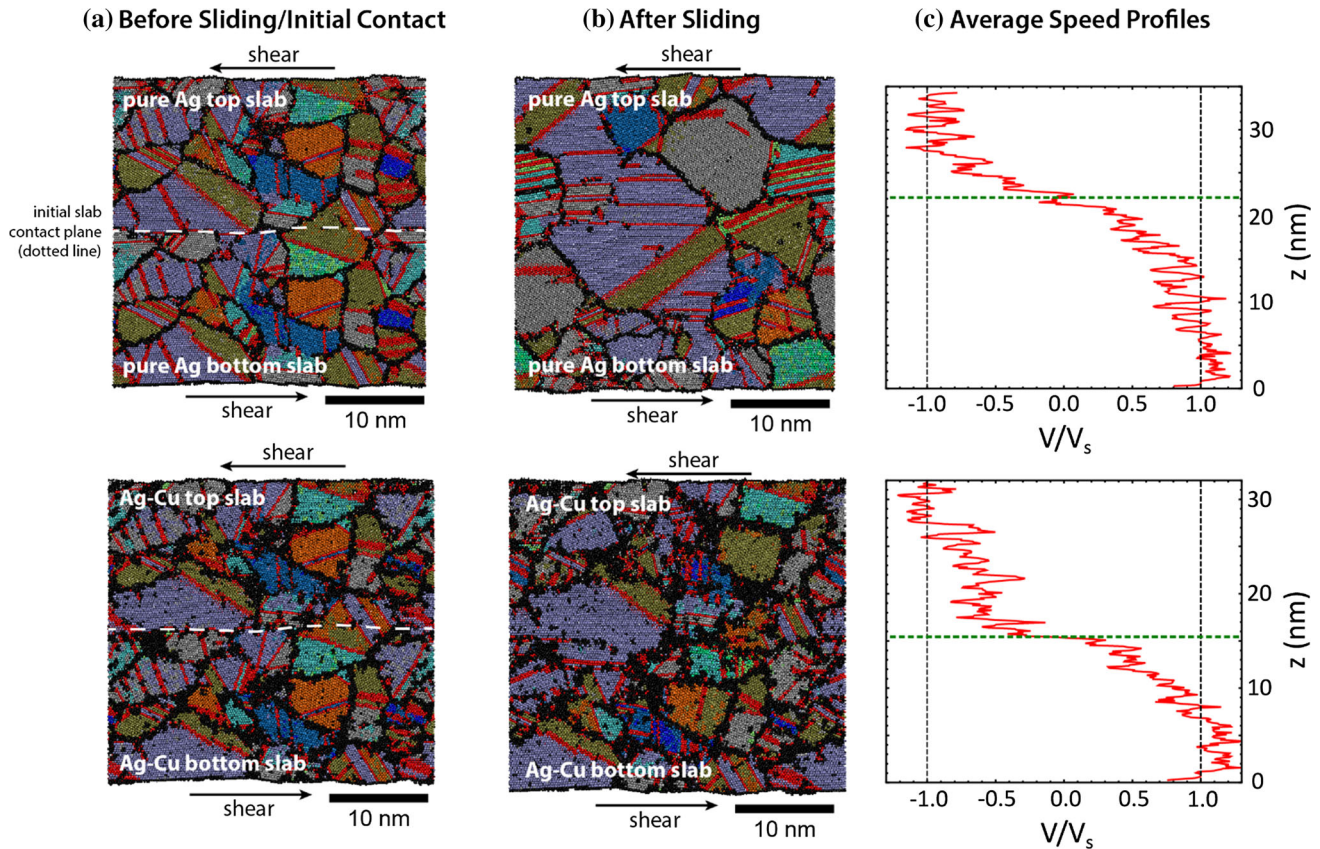 (a) Before Sliding/Initial Contact
shear
pure Ag top slab
initial slab
contact plane
(dotted line)
pure Ag bottom slab
shear
10 nm
(b) After Sliding
shear
pure Ag top slab
pure Ag bottom slab
shear
10 nm
(c) Average Speed Profiles
30
20
10
0
z (nm)
-1.0 -0.5 0.0 0.5 1.0
V/Vs
shear
Ag-Cu top slab
Ag-Cu bottom slab
shear
10 nm
shear
Ag-Cu top slab
Ag-Cu bottom slab
shear
10 nm
30
20
10
0
z (nm)
-1.0 -0.5 0.0 0.5 1.0
V/Vs